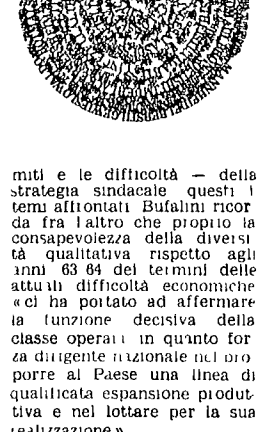 miti e le difficoltà — della
strategia sindacale questi i
temi affrontati Bufalini ricor
da fra l altro che proprio la
consapevolezza della diversi
tà qualitativa rispetto agli
anni 63 64 dei termini delle
attuali difficoltà economiche
«ci ha portato ad affermare
la funzione decisiva della
classe operaia in quanto for
za dirigente nazionale nel pro
porre al Paese una linea di
qualificata espansione produt-
tiva e nel lottare per la sua
realizzazione»